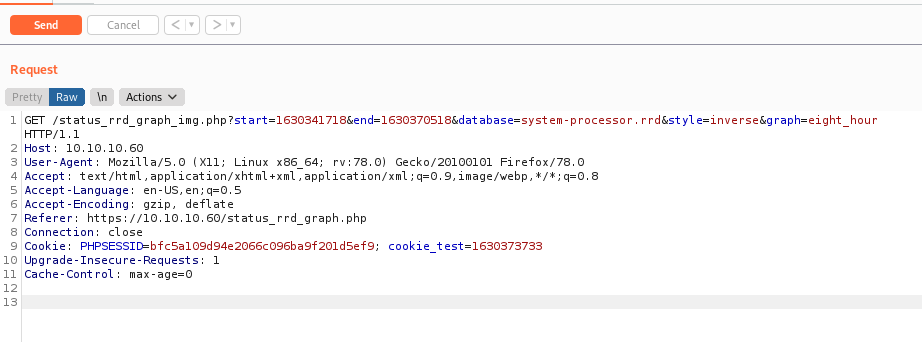 Send Cancel < ▼ > ▼
Request
Pretty Raw \n Actions
1 GET /status_rrd_graph_img.php?start=1630341718&end=1630370518&database=system-processor.rrd&style=inverse&graph=eight_hour
HTTP/1.1
2 Host: 10.10.10.60
3 User-Agent: Mozilla/5.0 (X11; Linux x86_64; rv:78.0) Gecko/20100101 Firefox/78.0
4 Accept: text/html,application/xhtml+xml,application/xml;q=0.9,image/webp,*/*;q=0.8
5 Accept-Language: en-US,en;q=0.5
6 Accept-Encoding: gzip, deflate
7 Referer: https://10.10.10.60/status_rrd_graph.php
8 Connection: close
9 Cookie: PHPSESSID=bfc5a109d94e2066c096ba9f201d5ef9; cookie_test=1630373733
10 Upgrade-Insecure-Requests: 1
11 Cache-Control: max-age=0
12
13